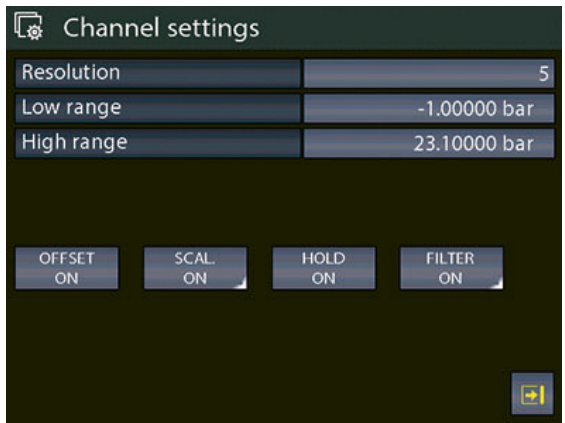 Channel settings
Resolution 5
Low range -1.00000 bar
High range 23.10000 bar
OFFSET SCAL. HOLD FILTER
ON ON ON ON